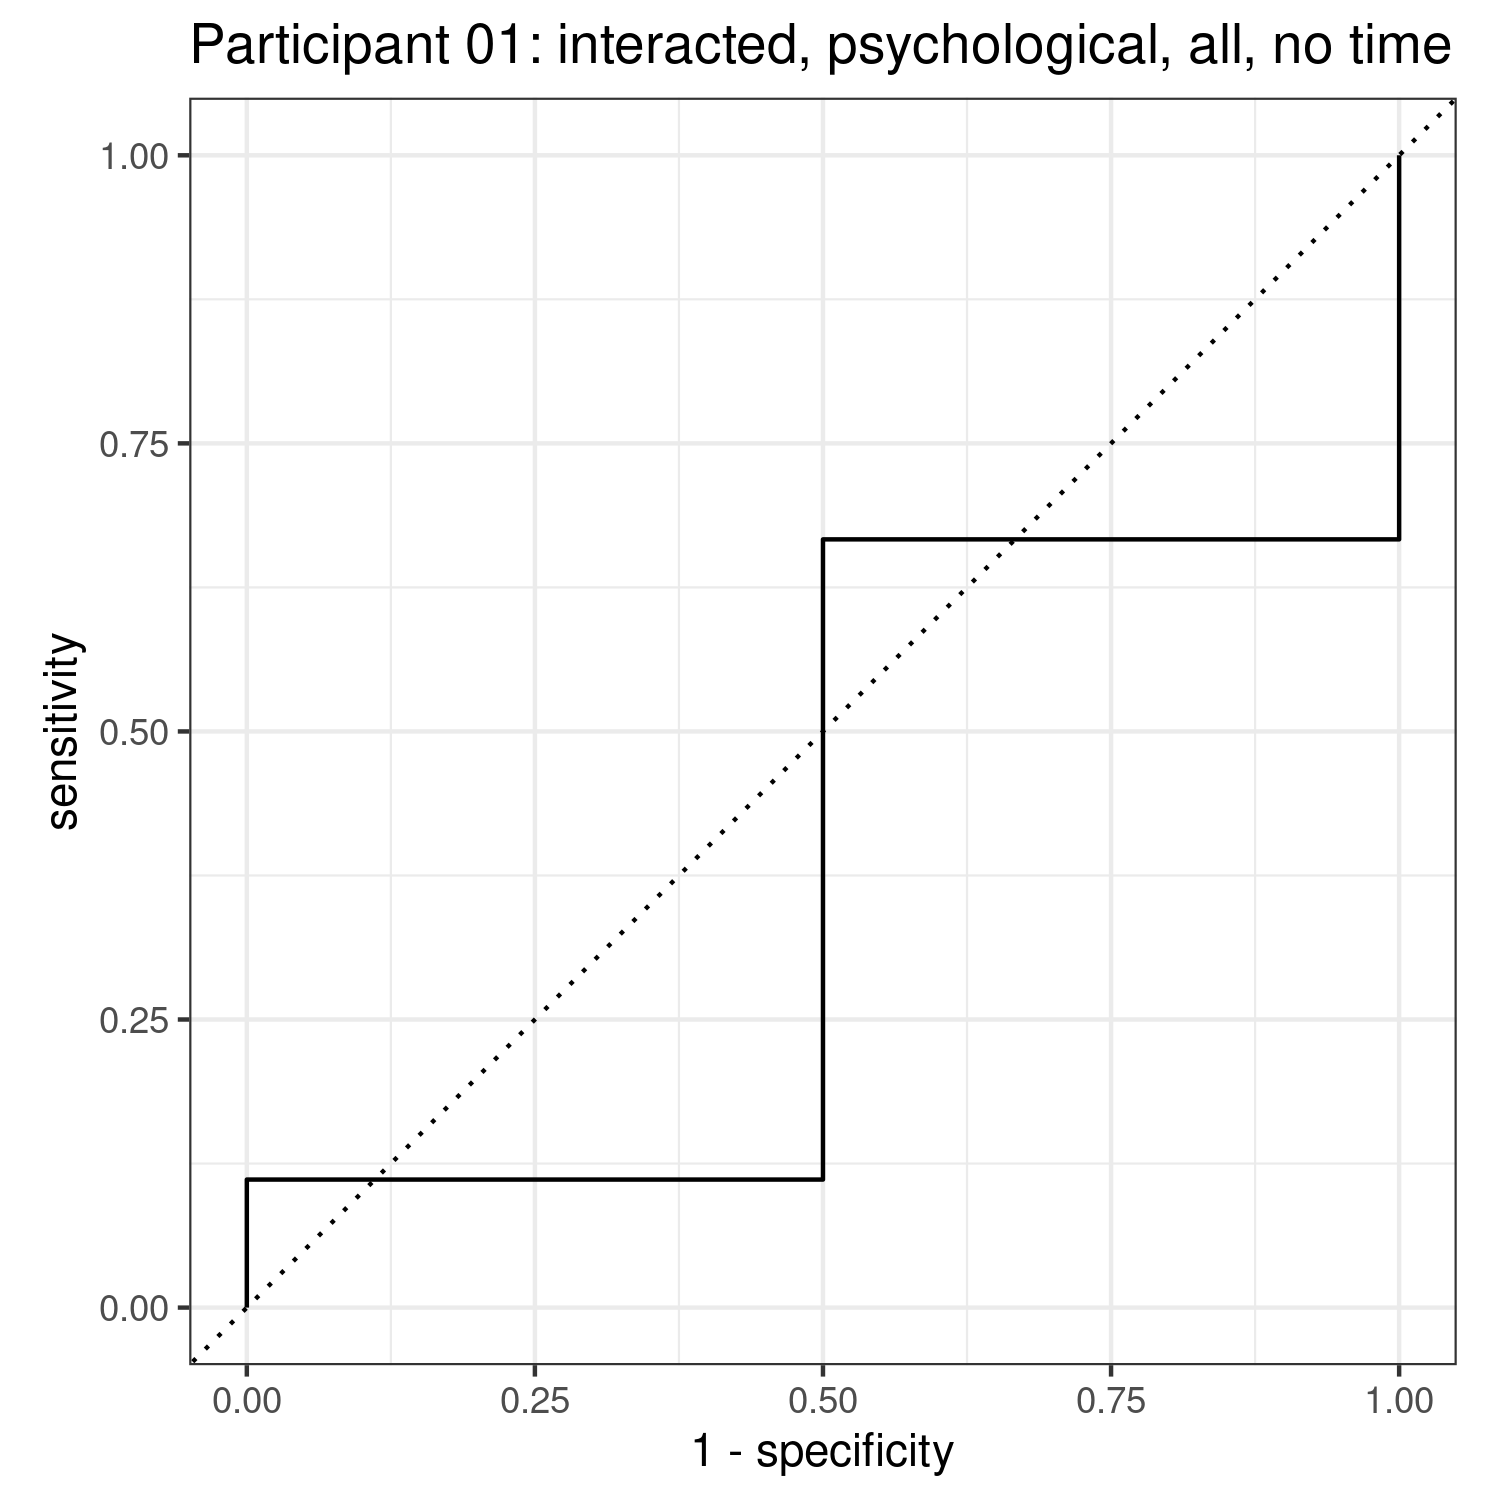 Participant 01: interacted, psychological, all, no time
1.00
0.75
0.50
0.25
0.00
sensitivity
0.00 0.25 0.50 0.75 1.00
1 - specificity